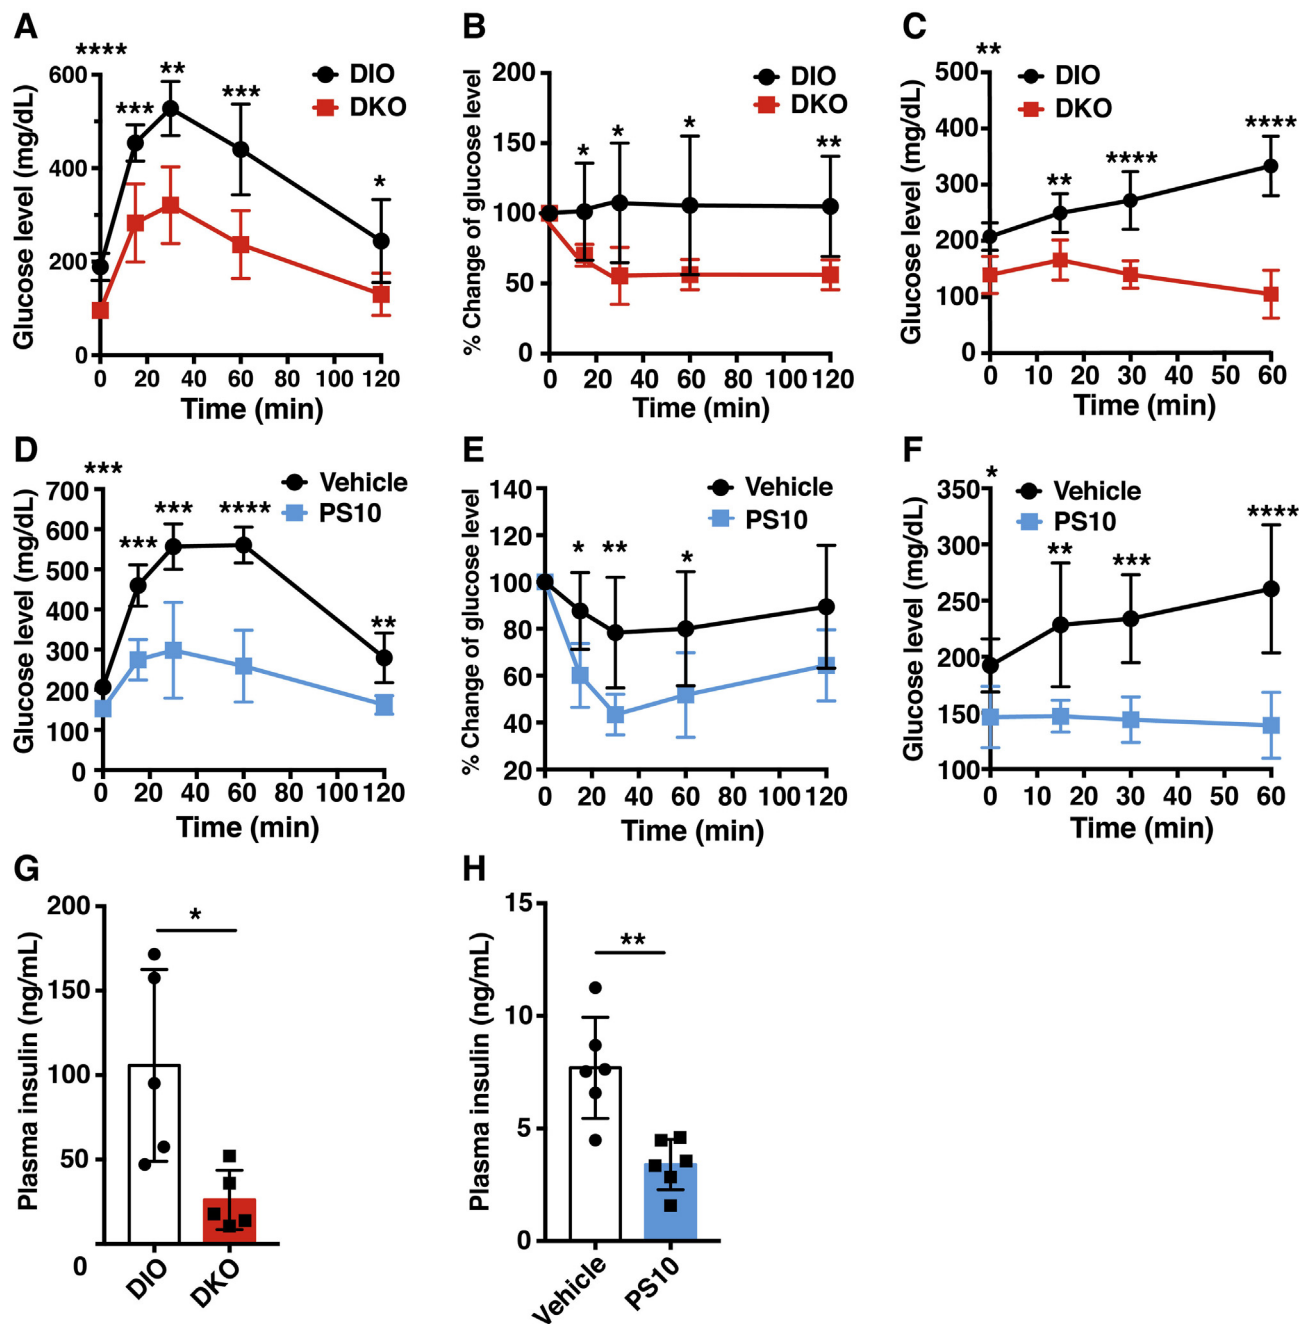 A
****
600
400
200
0
Glucose level (mg/dL)
***
**
***
*
DIO
DKO
0 20 40 60 80 100 120
Time (min)
B
200
150
100
50
0
% Change of glucose level
*
*
*
**
DIO
DKO
0 20 40 60 80 100 120
Time (min)
C
**
500
400
300
200
100
0
Glucose level (mg/dL)
**
****
****
DIO
DKO
0 10 20 30 40 50 60
Time (min)
D
***
700
600
500
400
300
200
100
0
Glucose level (mg/dL)
***
***
****
**
Vehicle
PS10
0 20 40 60 80 100 120
Time (min)
E
140
120
100
80
60
40
20
% Change of glucose level
*
**
*
Vehicle
PS10
0 20 40 60 80 100 120
Time (min)
F
*
350
300
250
200
150
100
Glucose level (mg/dL)
**
***
****
Vehicle
PS10
0 10 20 30 40 50 60
Time (min)
G
200
150
100
50
0
Plasma insulin (ng/mL)
*
DIO
DKO
H
15
10
5
0
Plasma insulin (ng/mL)
**
Vehicle
PS10